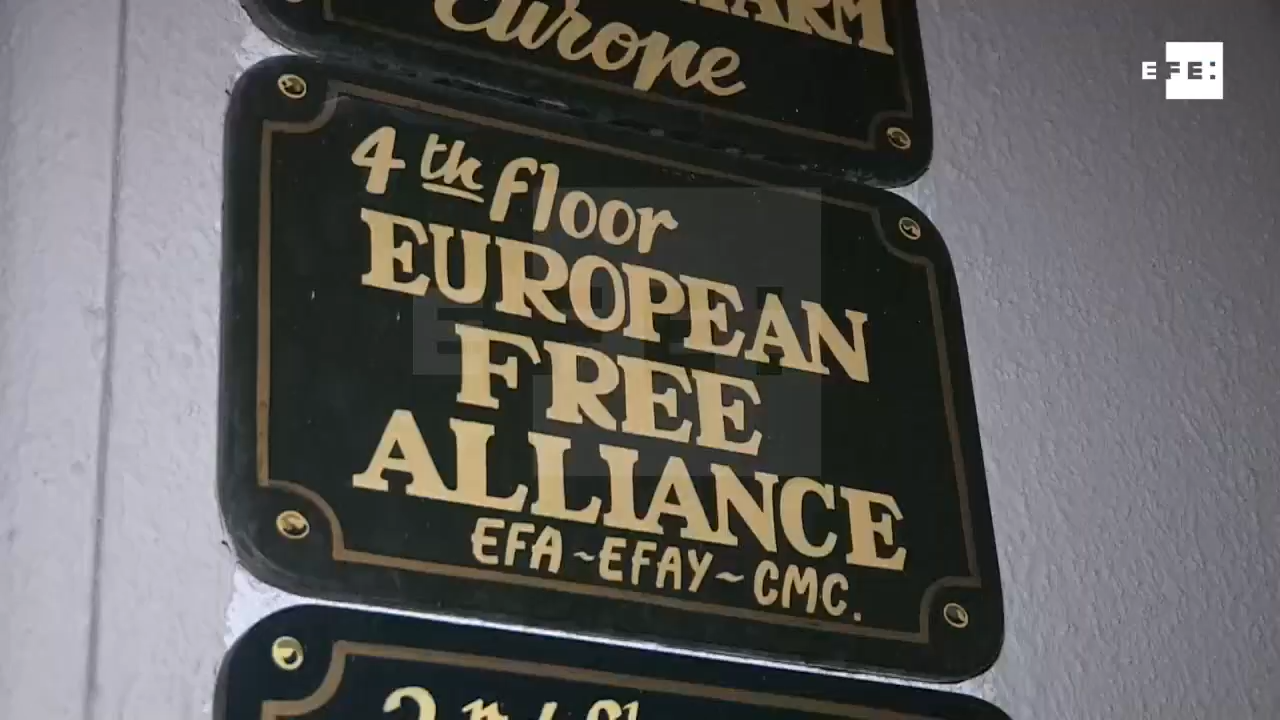 Europe
EFE:
4th floor
EUROPEAN
FREE
ALLIANCE
EFA ~ EFAY ~ CMC.